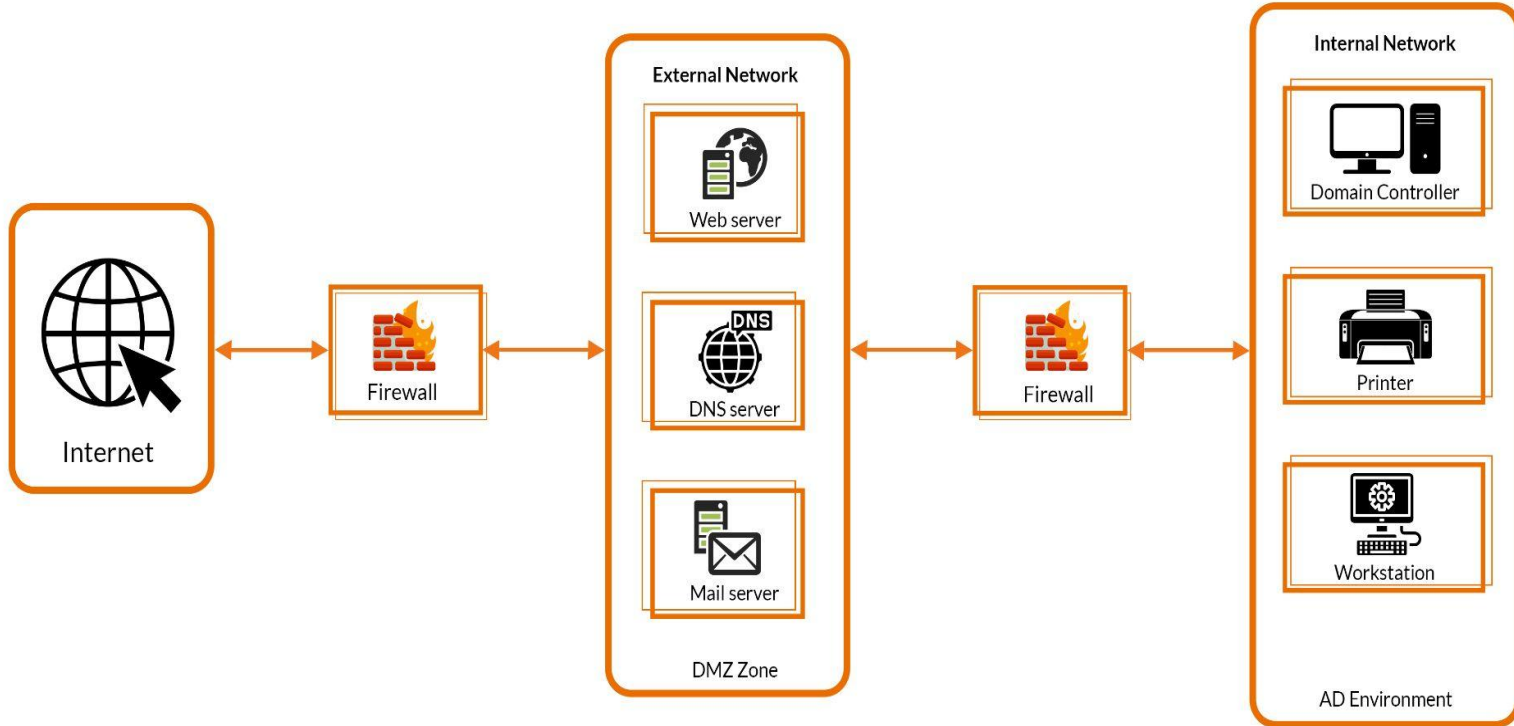 Internet
Firewall
External Network
Web server
DNS
DNS server
Mail server
DMZ Zone
Firewall
Internal Network
Domain Controller
Printer
Workstation
AD Environment